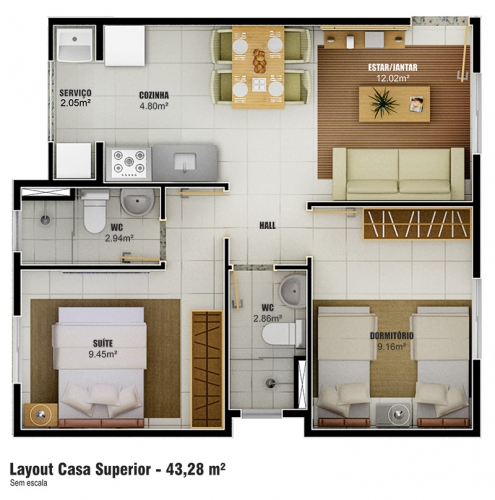 ESTAR/JANTAR
12.02m²
SERVIÇO
2.05m²
COZINHA
4.80m²
WC
2.94m²
HALL
WC
2.86m²
SUÍTE
9.45m²
DORMITÓRIO
9.16m²
Layout Casa Superior - 43,28 m²
Sem escala